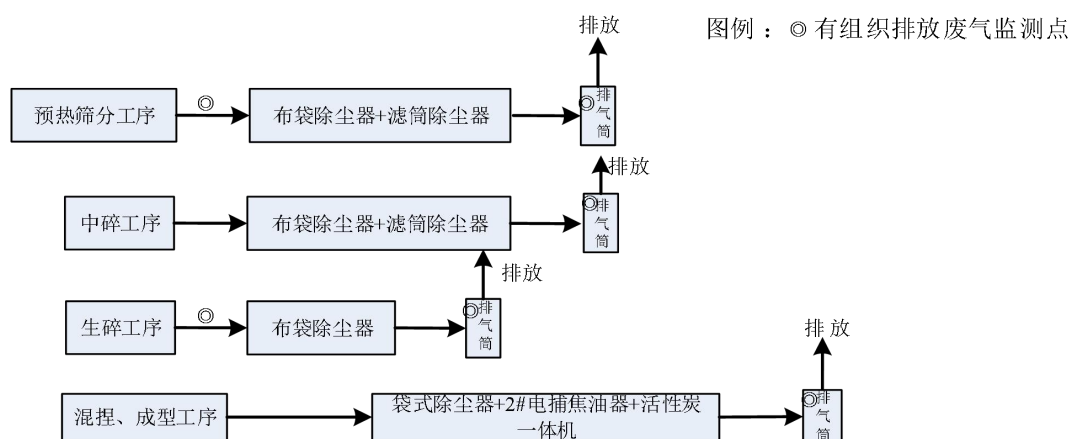 排放
图例：◎有组织排放废气监测点
预热筛分工序
◎
布袋除尘器+滤筒除尘器
◎排
气
筒
排放
中碎工序
布袋除尘器+滤筒除尘器
◎排
气
筒
排放
生碎工序
◎
布袋除尘器
◎排
气
筒
排放
混捏、成型工序
袋式除尘器+2#电捕焦油器+活性炭
一体机
◎排
气
筒